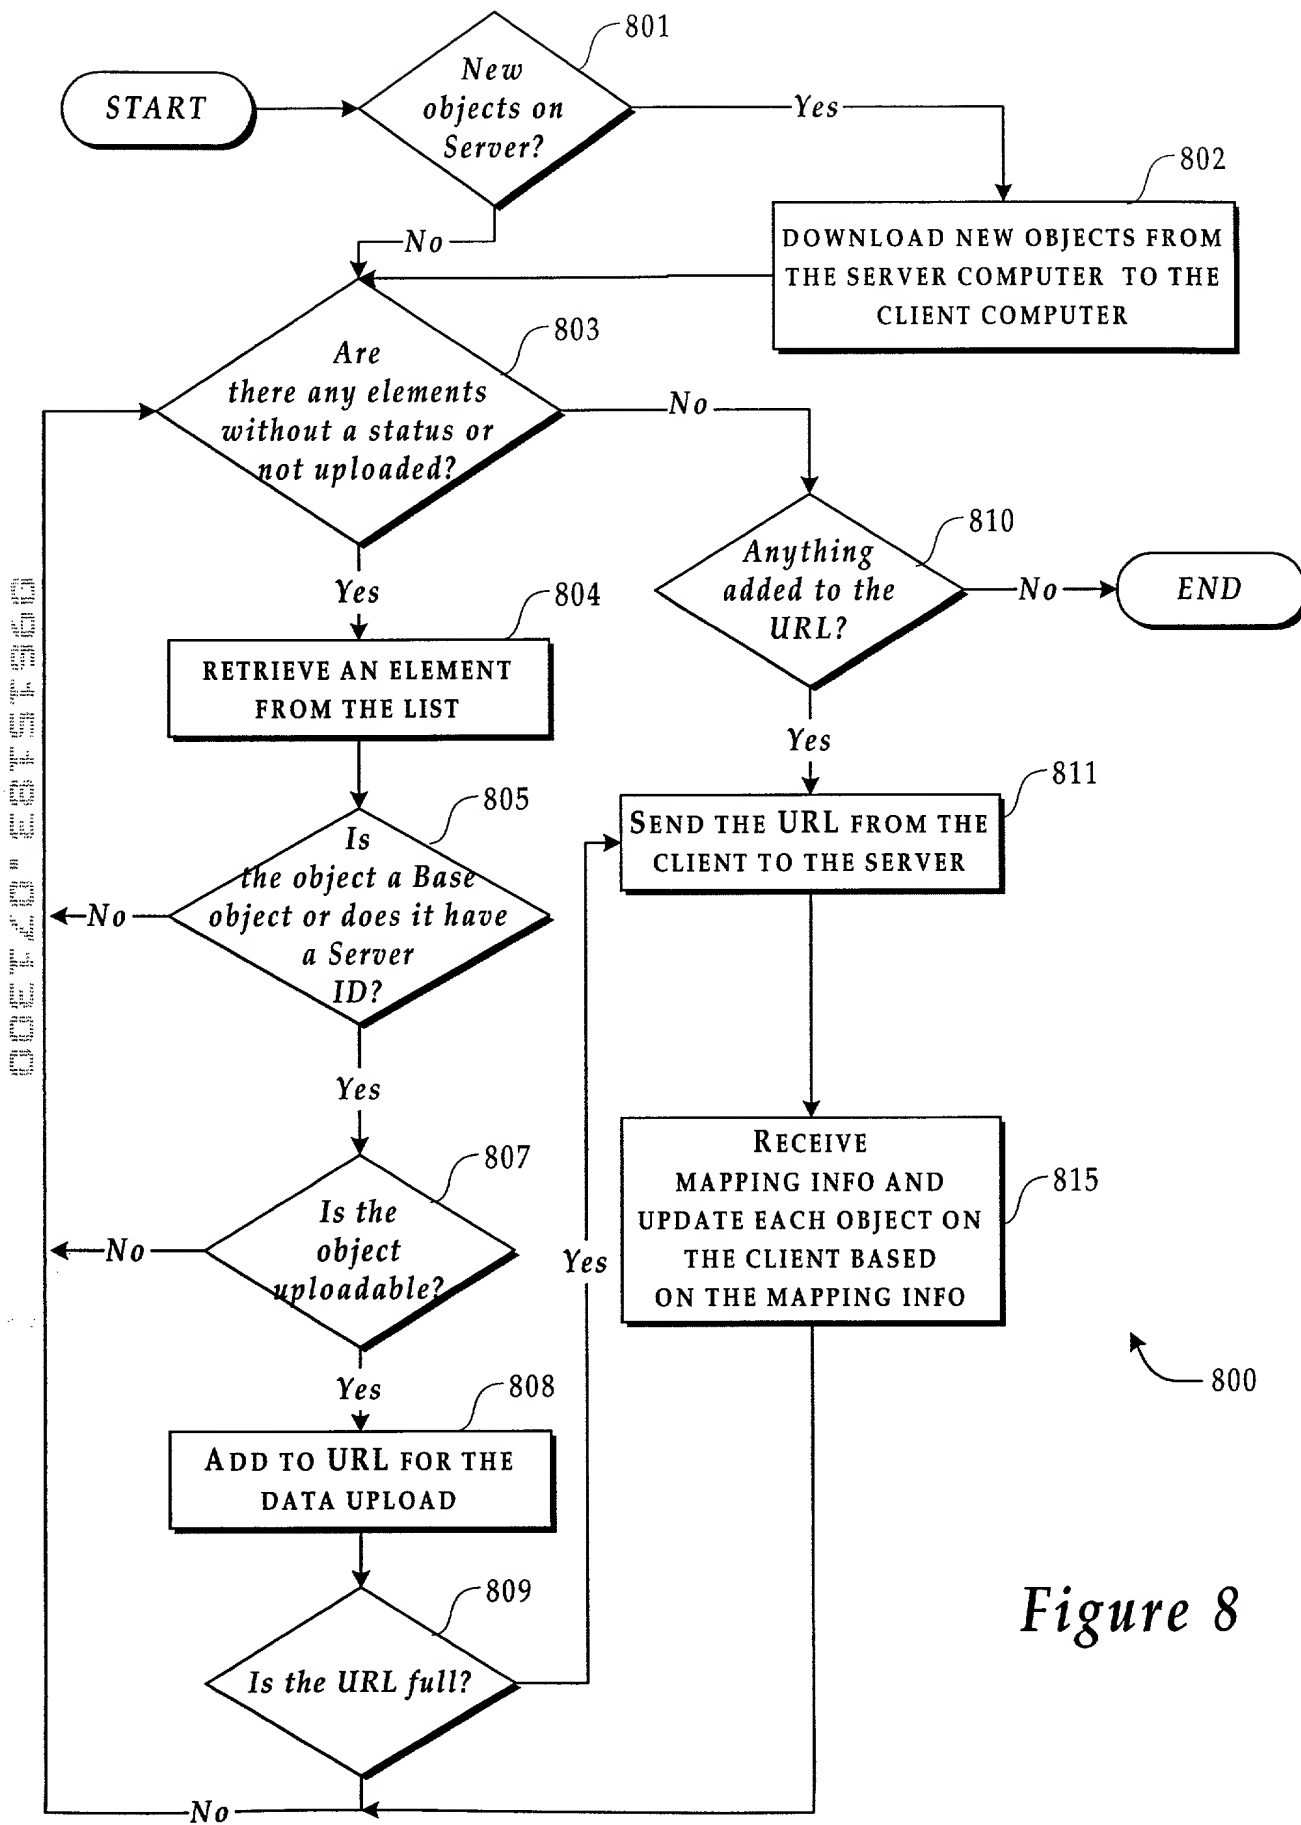 801
START
New
objects on
Server?
Yes
802
DOWNLOAD NEW OBJECTS FROM
THE SERVER COMPUTER TO THE
CLIENT COMPUTER
No
803
Are
there any elements
without a status or
not uploaded?
No
810
Anything
added to the
URL?
No
END
Yes
804
RETRIEVE AN ELEMENT
FROM THE LIST
Yes
811
SEND THE URL FROM THE
CLIENT TO THE SERVER
805
Is
the object a Base
object or does it have
a Server
ID?
No
Yes
807
Is the
object
uploadable?
No
Yes
RECEIVE
MAPPING INFO AND
UPDATE EACH OBJECT ON
THE CLIENT BASED
ON THE MAPPING INFO
815
800
Yes
808
ADD TO URL FOR THE
DATA UPLOAD
809
Is the URL full?
No
Figure 8